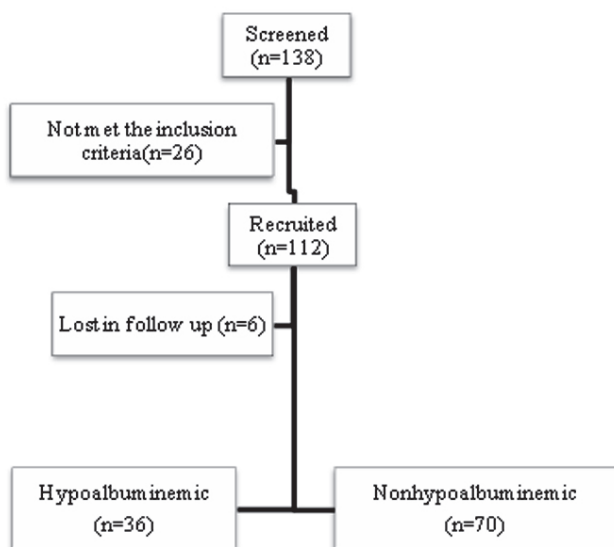 Screened
(n=138)
Not met the inclusion
criteria(n=26)
Recruited
(n=112)
Lost in follow up (n=6)
Hypoalbuminemic
(n=36)
Nonhypoalbuminemic
(n=70)